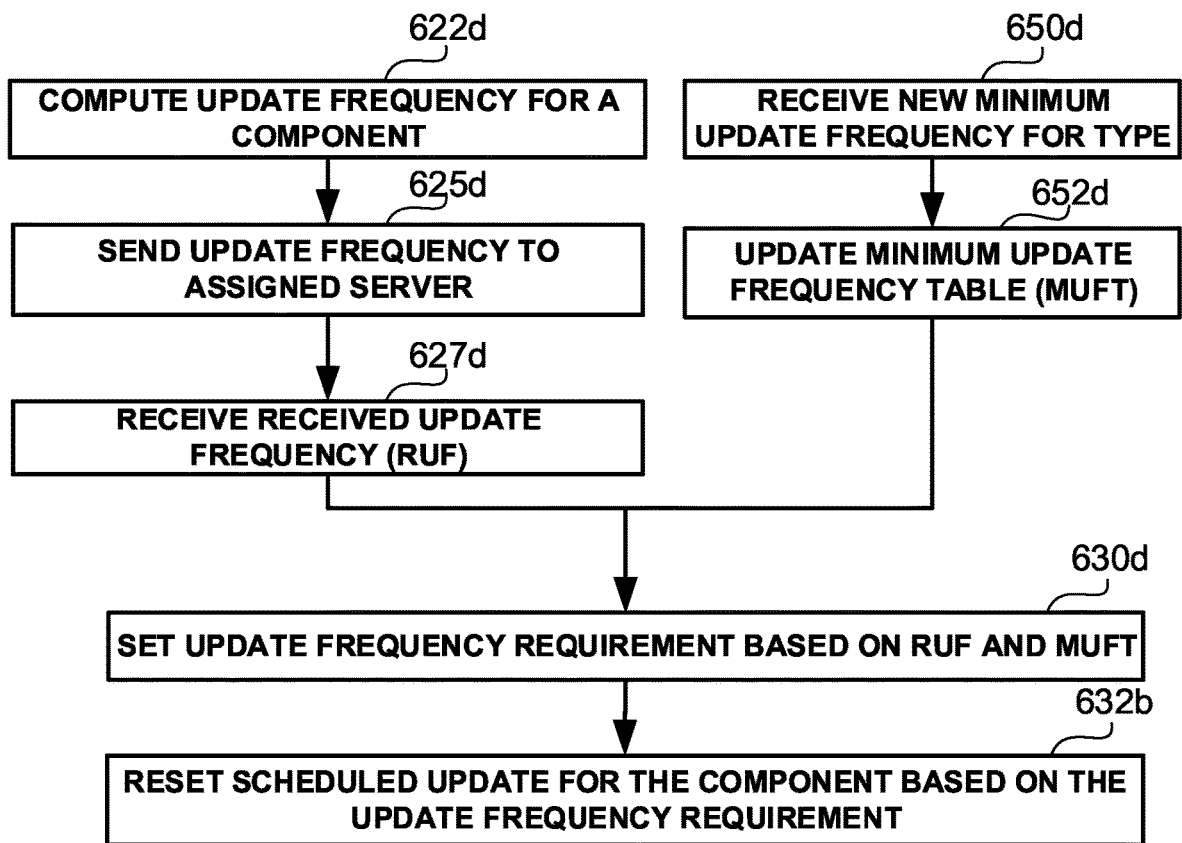 622d
COMPUTE UPDATE FREQUENCY FOR A
COMPONENT
625d
SEND UPDATE FREQUENCY TO
ASSIGNED SERVER
627d
RECEIVE RECEIVED UPDATE
FREQUENCY (RUF)
650d
RECEIVE NEW MINIMUM
UPDATE FREQUENCY FOR TYPE
652d
UPDATE MINIMUM UPDATE
FREQUENCY TABLE (MUFT)
630d
SET UPDATE FREQUENCY REQUIREMENT BASED ON RUF AND MUFT
632b
RESET SCHEDULED UPDATE FOR THE COMPONENT BASED ON THE
UPDATE FREQUENCY REQUIREMENT